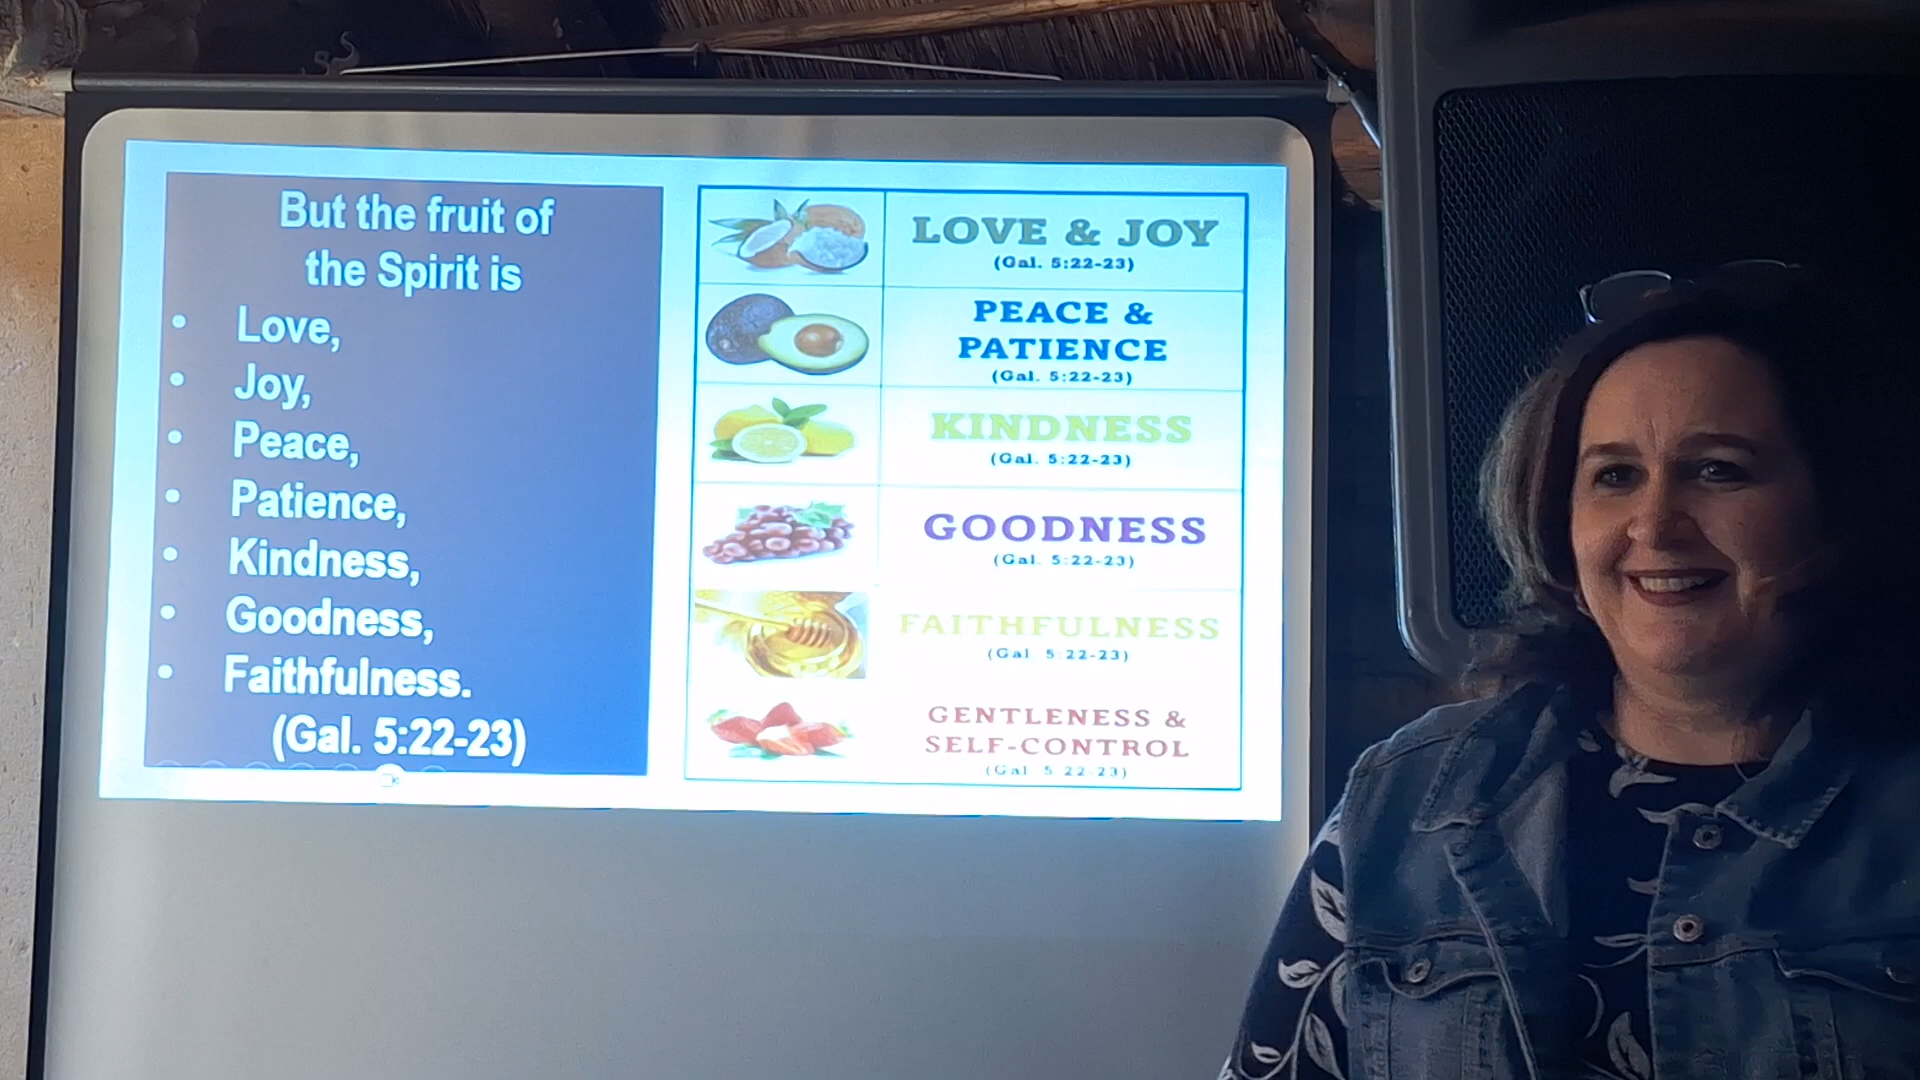 But the fruit of
the Spirit is
• Love,
• Joy,
• Peace,
• Patience,
• Kindness,
• Goodness,
• Faithfulness.
(Gal. 5:22-23)
LOVE & JOY
(Gal. 5:22-23)
PEACE &
PATIENCE
(Gal. 5:22-23)
KINDNESS
(Gal. 5:22-23)
GOODNESS
(Gal. 5:22-23)
FAITHFULNESS
(Gal. 5:22-23)
GENTLENESS &
SELF-CONTROL
(Gal. 5:22-23)